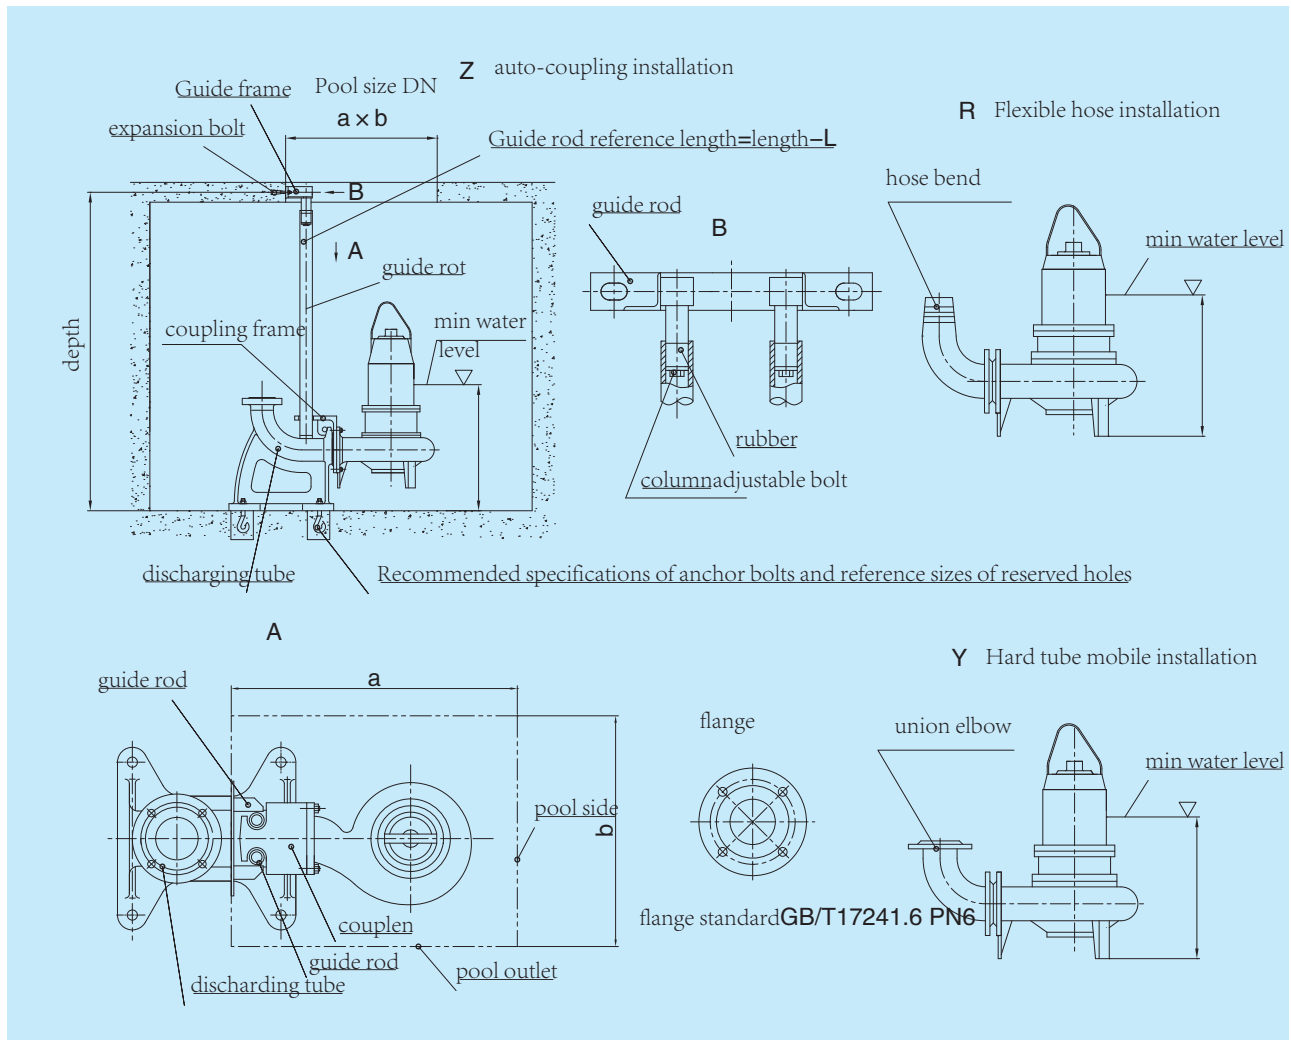 Z auto-coupling installation
Guide frame
Pool size DN
a × b
expansion bolt
Guide rod reference length=length–L
B
A
guide rot
coupling frame
min water
level
depth
discharging tube
Recommended specifications of anchor bolts and reference sizes of reserved holes
guide rod
B
rubber
columnadjustable bolt
R Flexible hose installation
hose bend
min water level
A
guide rod
a
pool side
b
couplen
guide rod
discharding tube
pool outlet
flange
flange standardGB/T17241.6 PN6
Y Hard tube mobile installation
union elbow
min water level